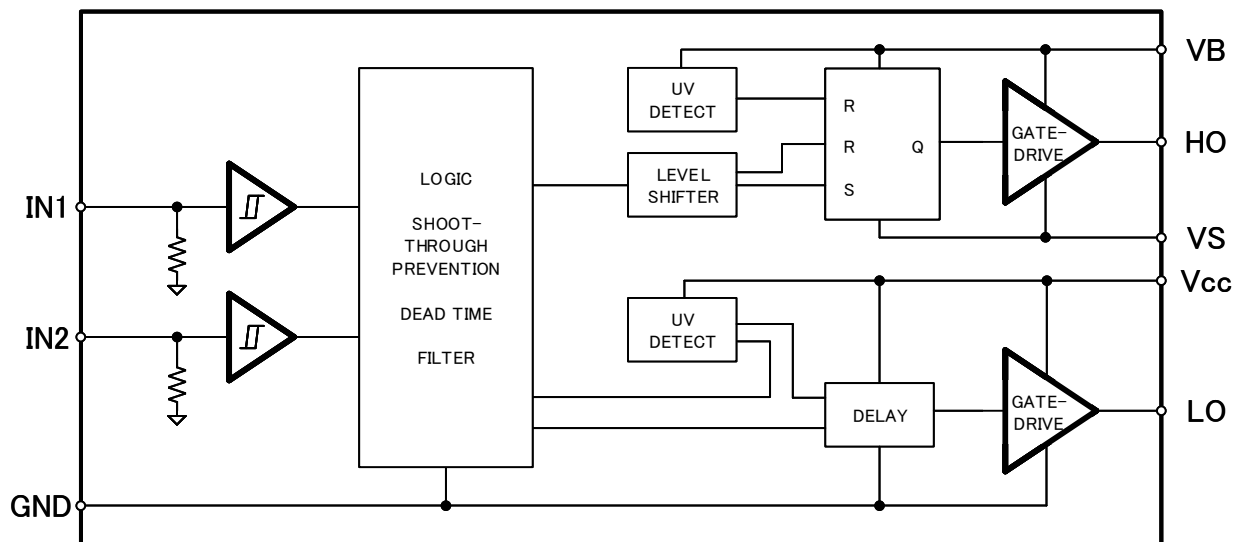 IN1
IN2
GND
LOGIC
SHOOT-
THROUGH
PREVENTION
DEAD TIME
FILTER
UV
DETECT
LEVEL
SHIFTER
R
R
S
Q
GATE-
DRIVE
UV
DETECT
DELAY
GATE-
DRIVE
VB
HO
VS
Vcc
LO